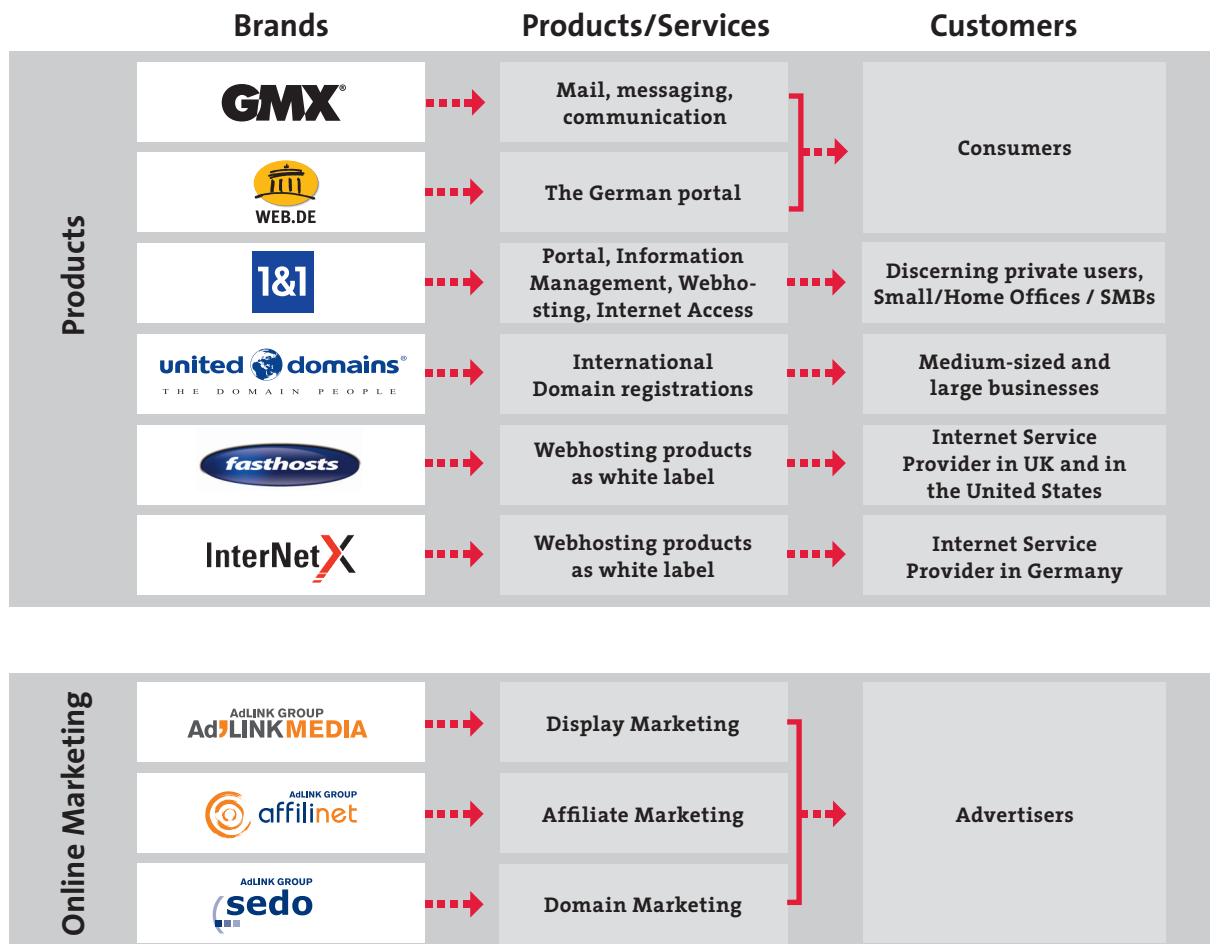 Brands
Products/Services
Customers
Products
GMX®
Mail, messaging,
communication
Consumers
WEB.DE
The German portal
1&1
Portal, Information
Management, Webho-
sting, Internet Access
Discerning private users,
Small/Home Offices / SMBs
united domains®
THE DOMAIN PEOPLE
International
Domain registrations
Medium-sized and
large businesses
fasthosts
Webhosting products
as white label
Internet Service
Provider in UK and in
the United States
InterNetX
Webhosting products
as white label
Internet Service
Provider in Germany
Online Marketing
AdLINK GROUP
Ad'LINKMEDIA
Display Marketing
AdLINK GROUP
affilinet
Affiliate Marketing
Advertisers
AdLINK GROUP
sedo
Domain Marketing